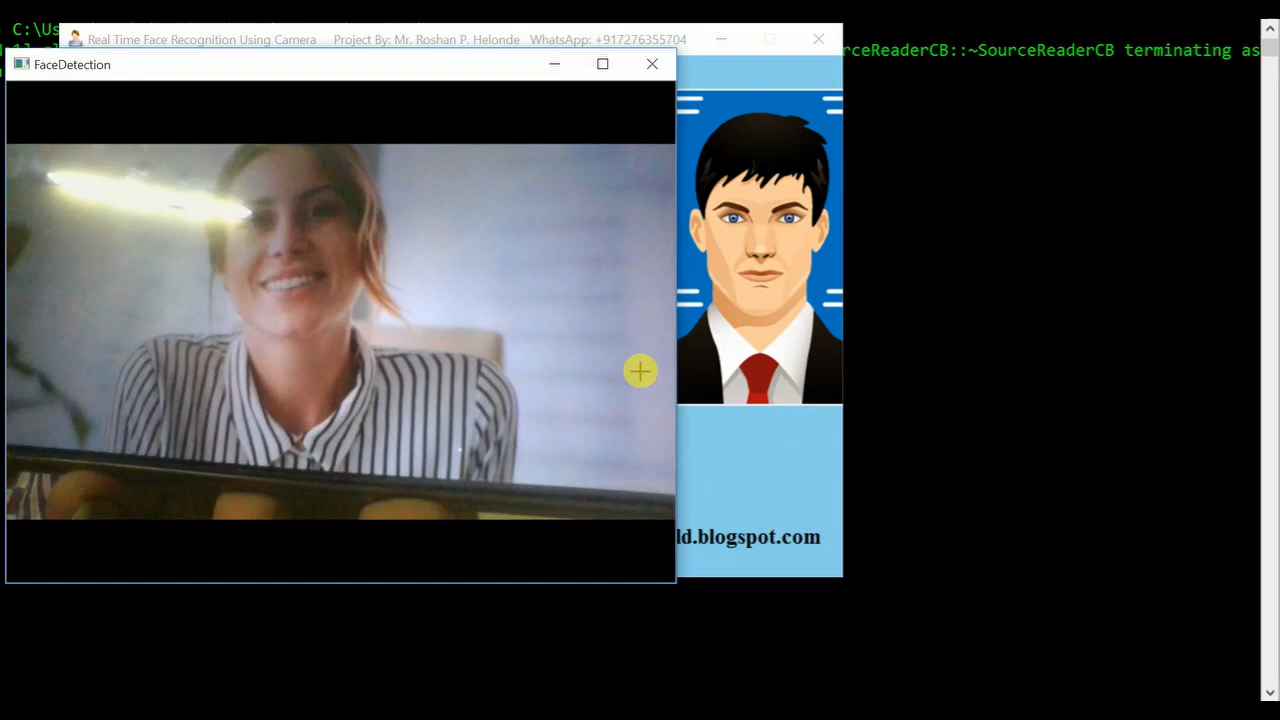 C:\Us
Real Time Face Recognition Using Camera Project By: Mr. Roshan P. Helonde WhatsApp: +917276355704
rceReaderCB::~SourceReaderCB terminating as
FaceDetection
ld.blogspot.com